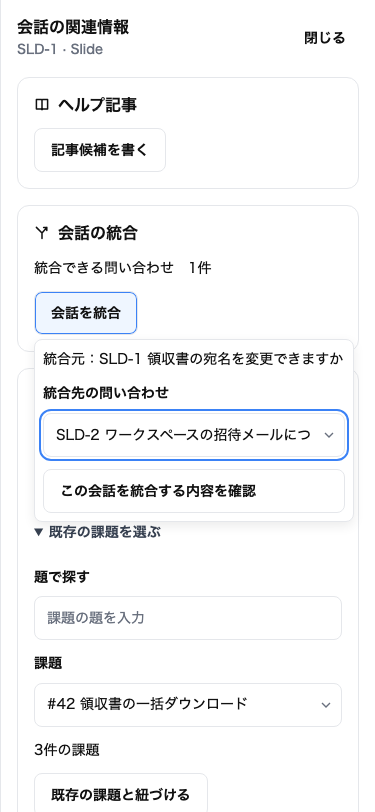 会話の関連情報
SLD-1 · Slide
閉じる
ヘルプ記事
記事候補を書く
会話の統合
統合できる問い合わせ 1件
会話を統合
統合元：SLD-1 領収書の宛名を変更できますか
統合先の問い合わせ
SLD-2 ワークスペースの招待メールにつ
この会話を統合する内容を確認
▼ 既存の課題を選ぶ
題で探す
課題の題を入力
課題
#42 領収書の一括ダウンロード
3件の課題
既存の課題と紐づける